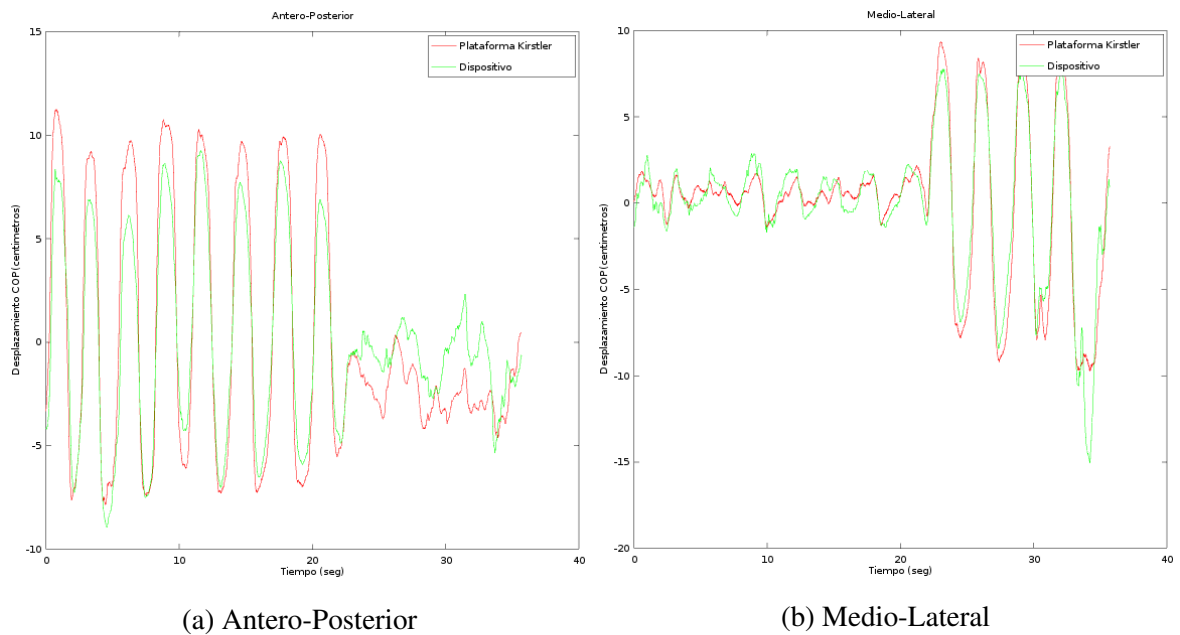 Antero-Posterior
15
10
5
0
-5
-10
0
10
20
30
40
Desplazamiento COP (centimetros)
Tiempo (seg)
Plataforma Kirstler
Dispositivo
(a) Antero-Posterior
Medio-Lateral
10
5
0
-5
-10
-15
-20
0
10
20
30
40
Desplazamiento COP (centimetros)
Tiempo (seg)
Plataforma Kirstler
Dispositivo
(b) Medio-Lateral